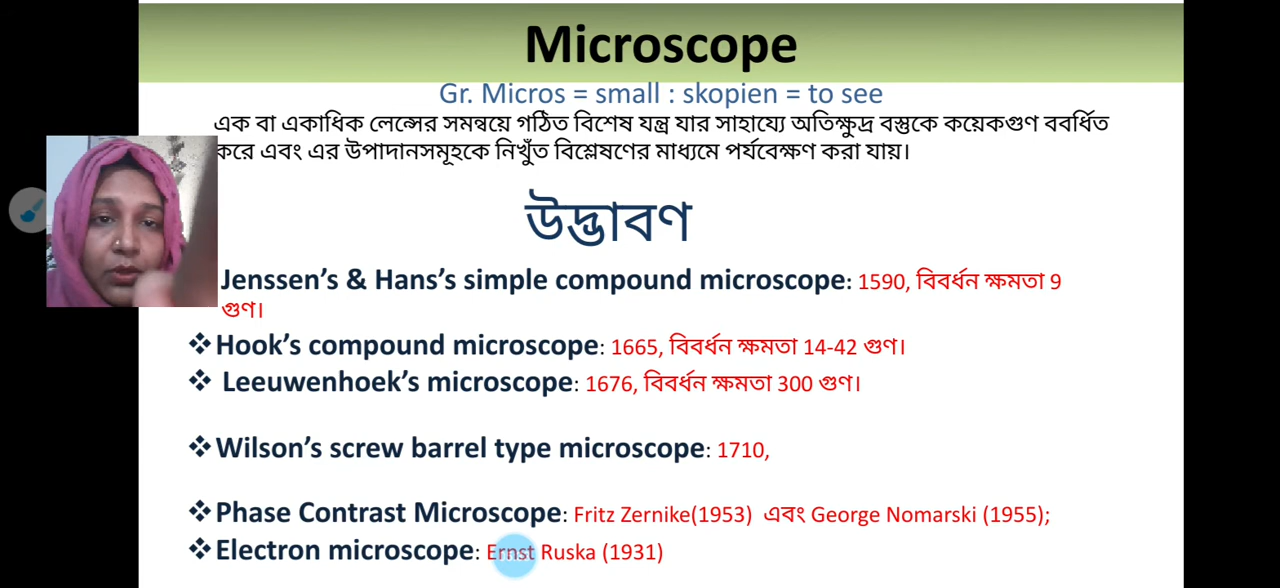 Microscope
Gr. Micros = small : skopien = to see
এক বা একাধিক লেন্সের সমন্বয়ে গঠিত বিশেষ যন্ত্র যার সাহায্যে অতিক্ষুদ্র বস্তুকে কয়েকগুণ ববর্ধিত
করে এবং এর উপাদানসমূহকে নিখুঁত বিশ্লেষণের মাধ্যমে পর্যবেক্ষণ করা যায়।
উদ্ভাবণ
Jenssen’s & Hans’s simple compound microscope: 1590, বিবর্ধন ক্ষমতা 9
গুণ।
❖Hook’s compound microscope: 1665, বিবর্ধন ক্ষমতা 14-42 গুণ।
❖ Leeuwenhoek’s microscope: 1676, বিবর্ধন ক্ষমতা 300 গুণ।
❖Wilson’s screw barrel type microscope: 1710,
❖Phase Contrast Microscope: Fritz Zernike(1953) এবং George Nomarski (1955);
❖Electron microscope: Ernst Ruska (1931)